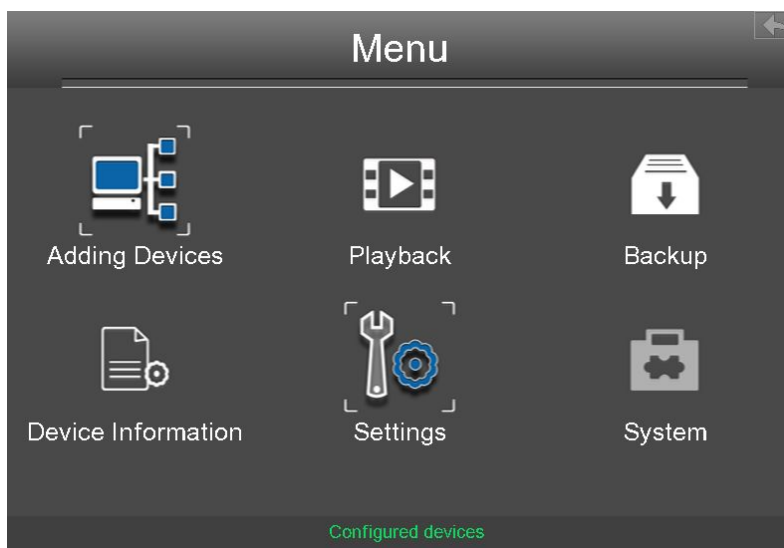 Menu
Adding Devices
Playback
Backup
Device Information
Settings
System
Configured devices